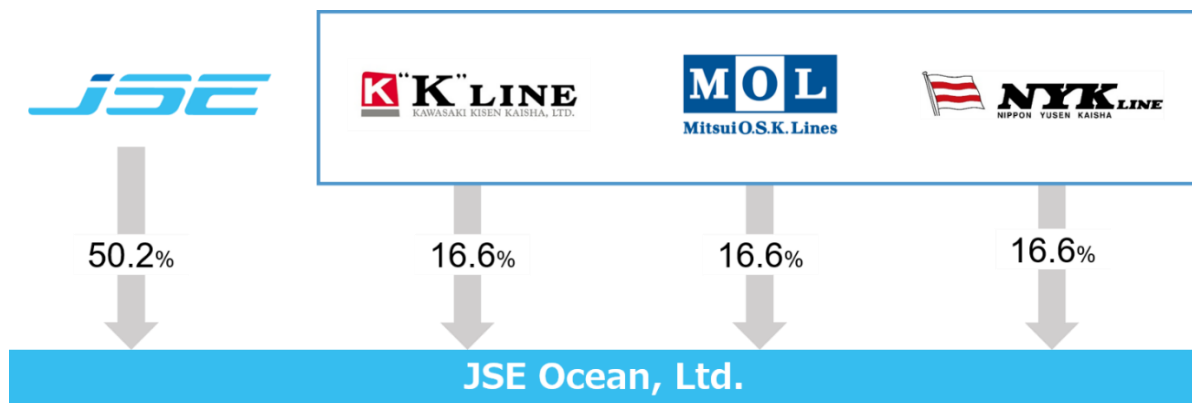 JSE
K "K" LINE
KAWASAKI KISEN KAISHA, LTD.
MOL
Mitsui O.S.K. Lines
NYK LINE
NIPPON YUSEN KAISHA
50.2%
16.6%
16.6%
16.6%
JSE Ocean, Ltd.